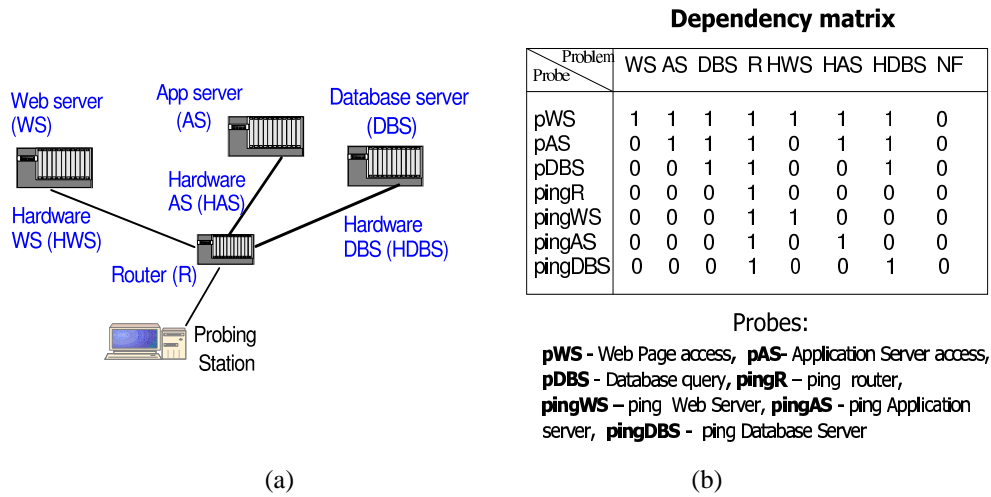 Web server
(WS)
App server
(AS)
Database server
(DBS)
Hardware
AS (HAS)
Hardware
WS (HWS)
Hardware
DBS (HDBS)
Router (R)
Probing
Station
(a)
Dependency matrix
Problem
Probe
WS AS DBS R HWS HAS HDBS NF
pWS 1 1 1 1 1 1 1 0
pAS 0 1 1 1 0 1 1 0
pDBS 0 0 1 1 0 0 1 0
pingR 0 0 0 1 0 0 0 0
pingWS 0 0 0 1 1 0 0 0
pingAS 0 0 0 1 0 1 0 0
pingDBS 0 0 0 1 0 0 1 0
Probes:
pWS - Web Page access, pAS- Application Server access,
pDBS - Database query, pingR – ping router,
pingWS – ping Web Server, pingAS - ping Application
server, pingDBS - ping Database Server
(b)